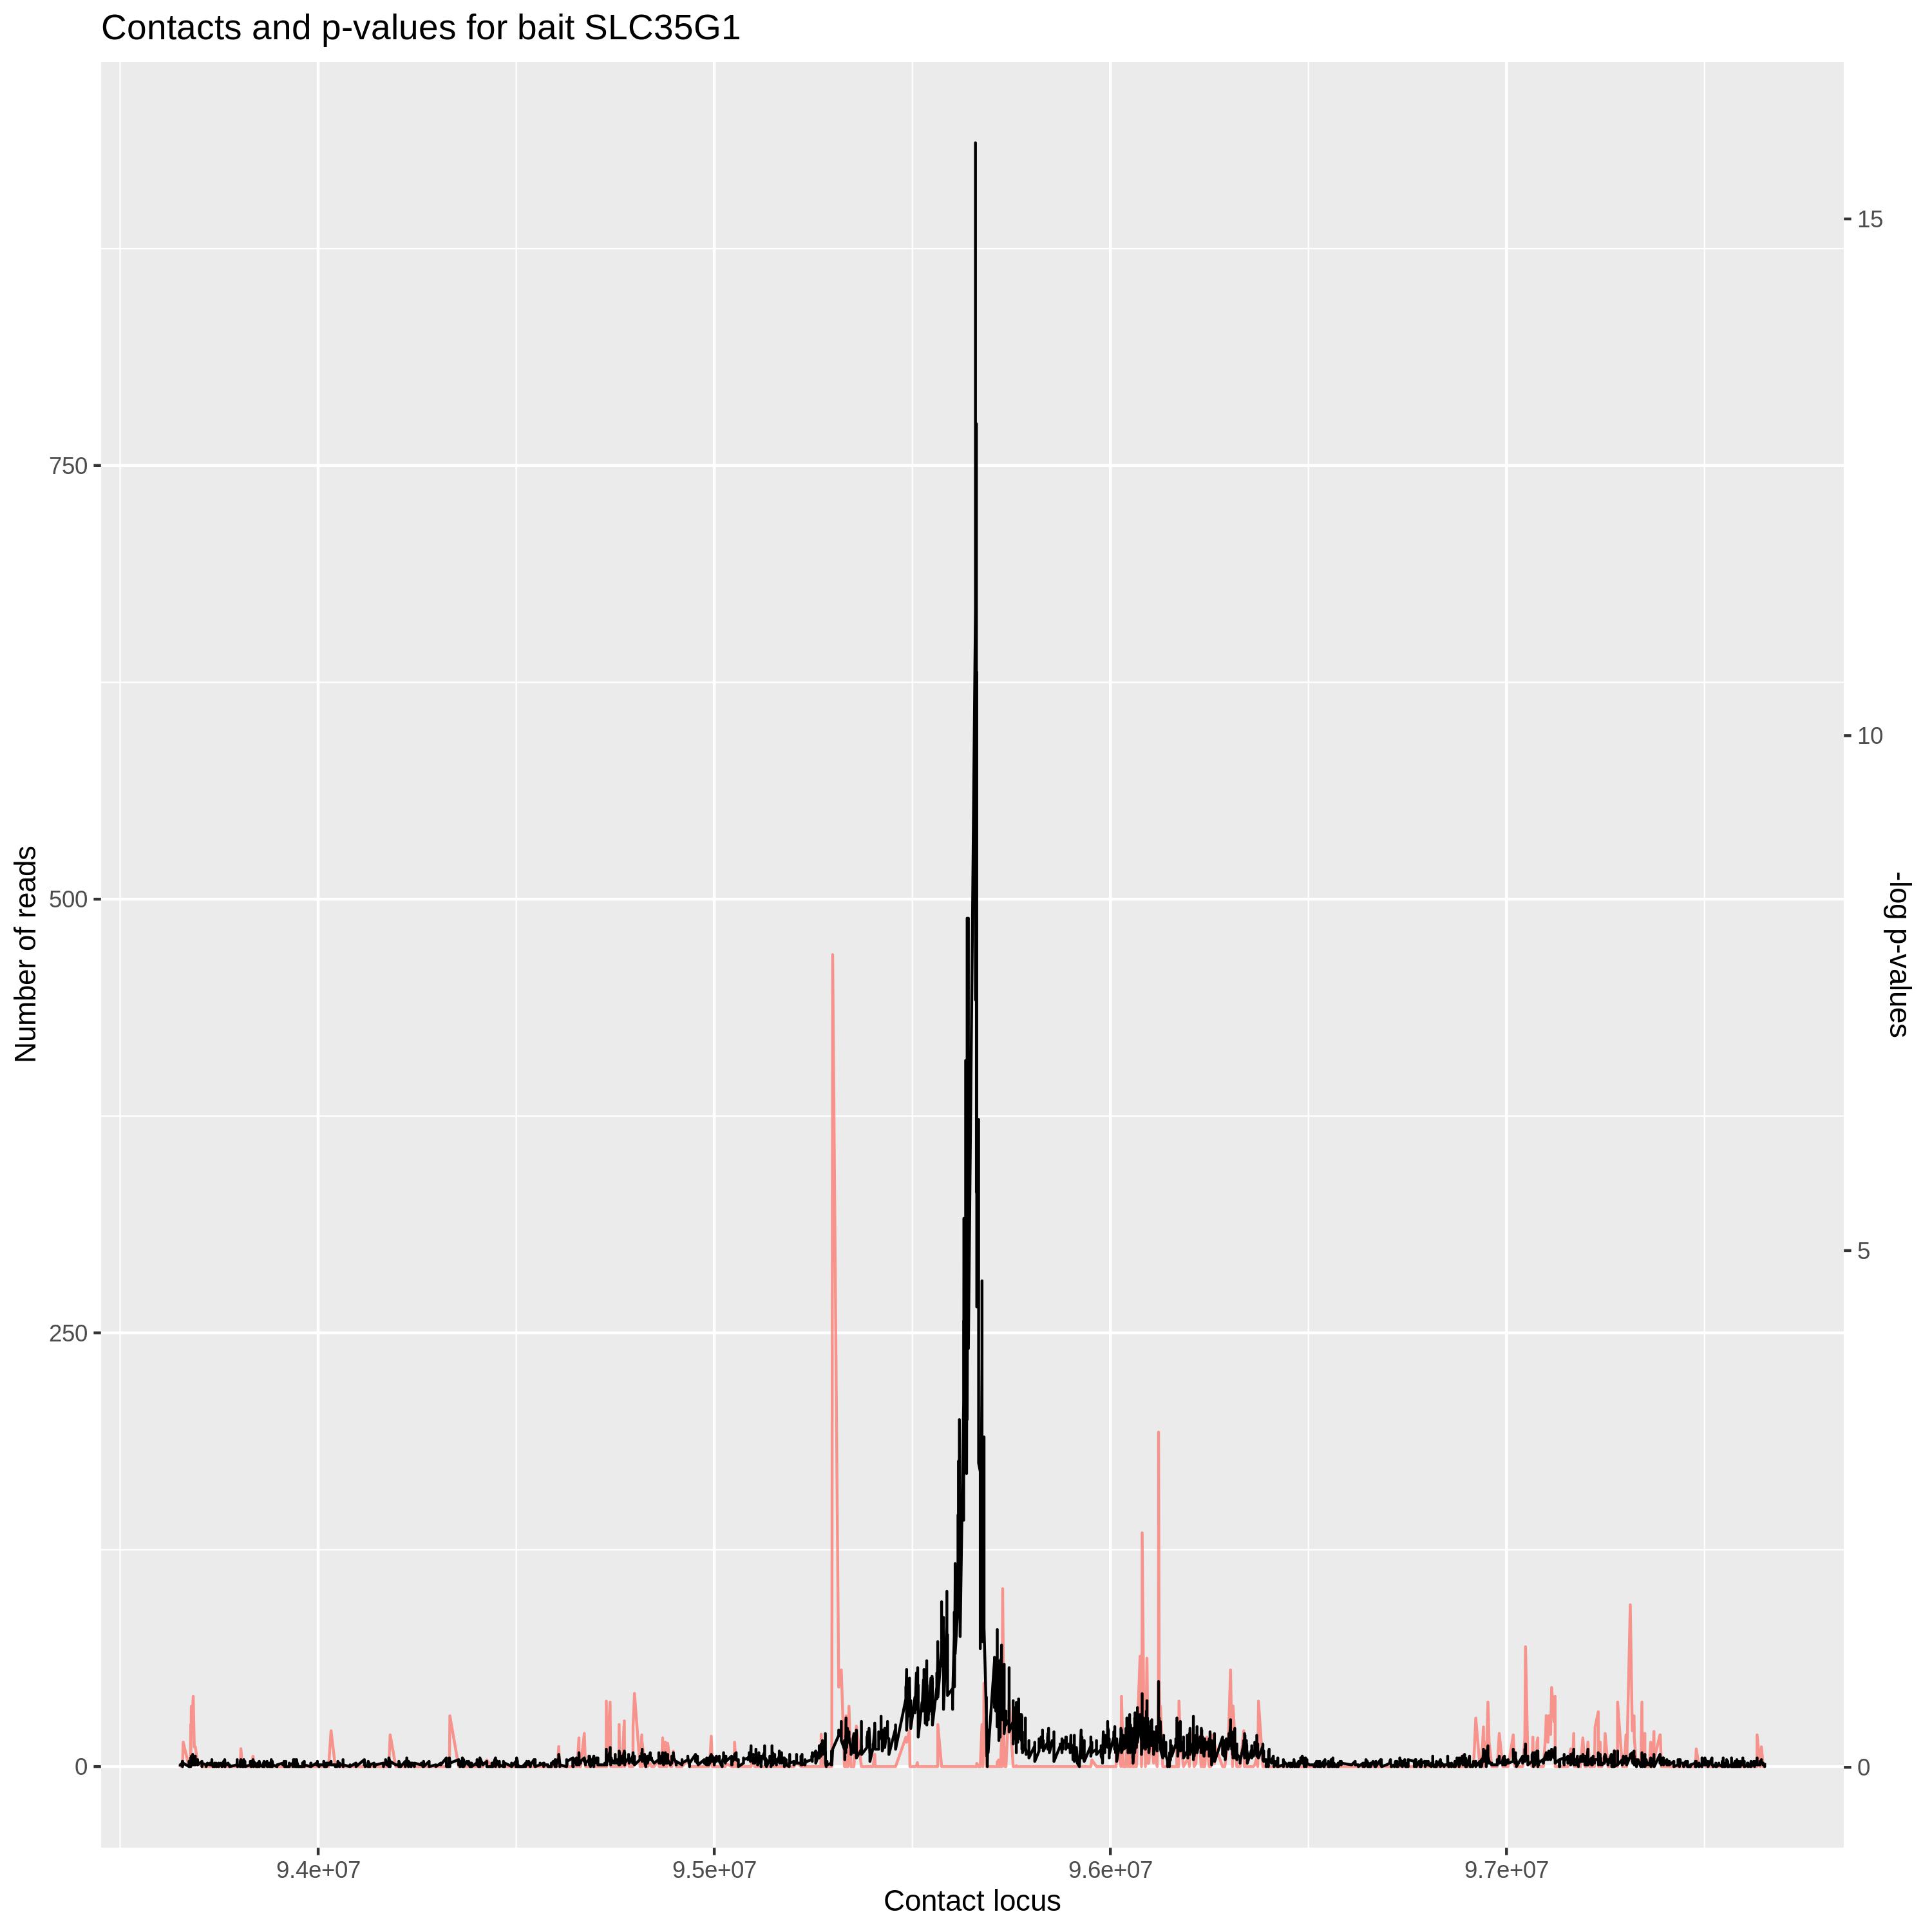 Contacts and p-values for bait SLC35G1
Number of reads
750
500
250
0
15
10
5
0
-log p-values
9.4e+07
9.5e+07
9.6e+07
9.7e+07
Contact locus